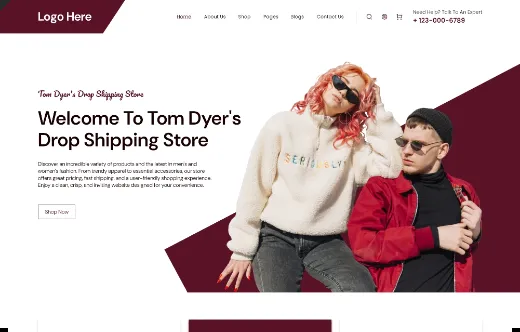 Logo Here
Home About Us Shop Pages Blogs Contact Us
Need Help? Talk To An Expert
+ 123-000-6789
Tom Dyer's Drop Shipping Store
Welcome To Tom Dyer's
Drop Shipping Store
Discover an incredible variety of products and the latest in men's and
women's fashion. From trendy apparel to essential accessories, our store
offers great pricing, fast shipping, and a user-friendly shopping experience.
Enjoy a clean, crisp, and inviting website designed for your convenience.
Shop Now